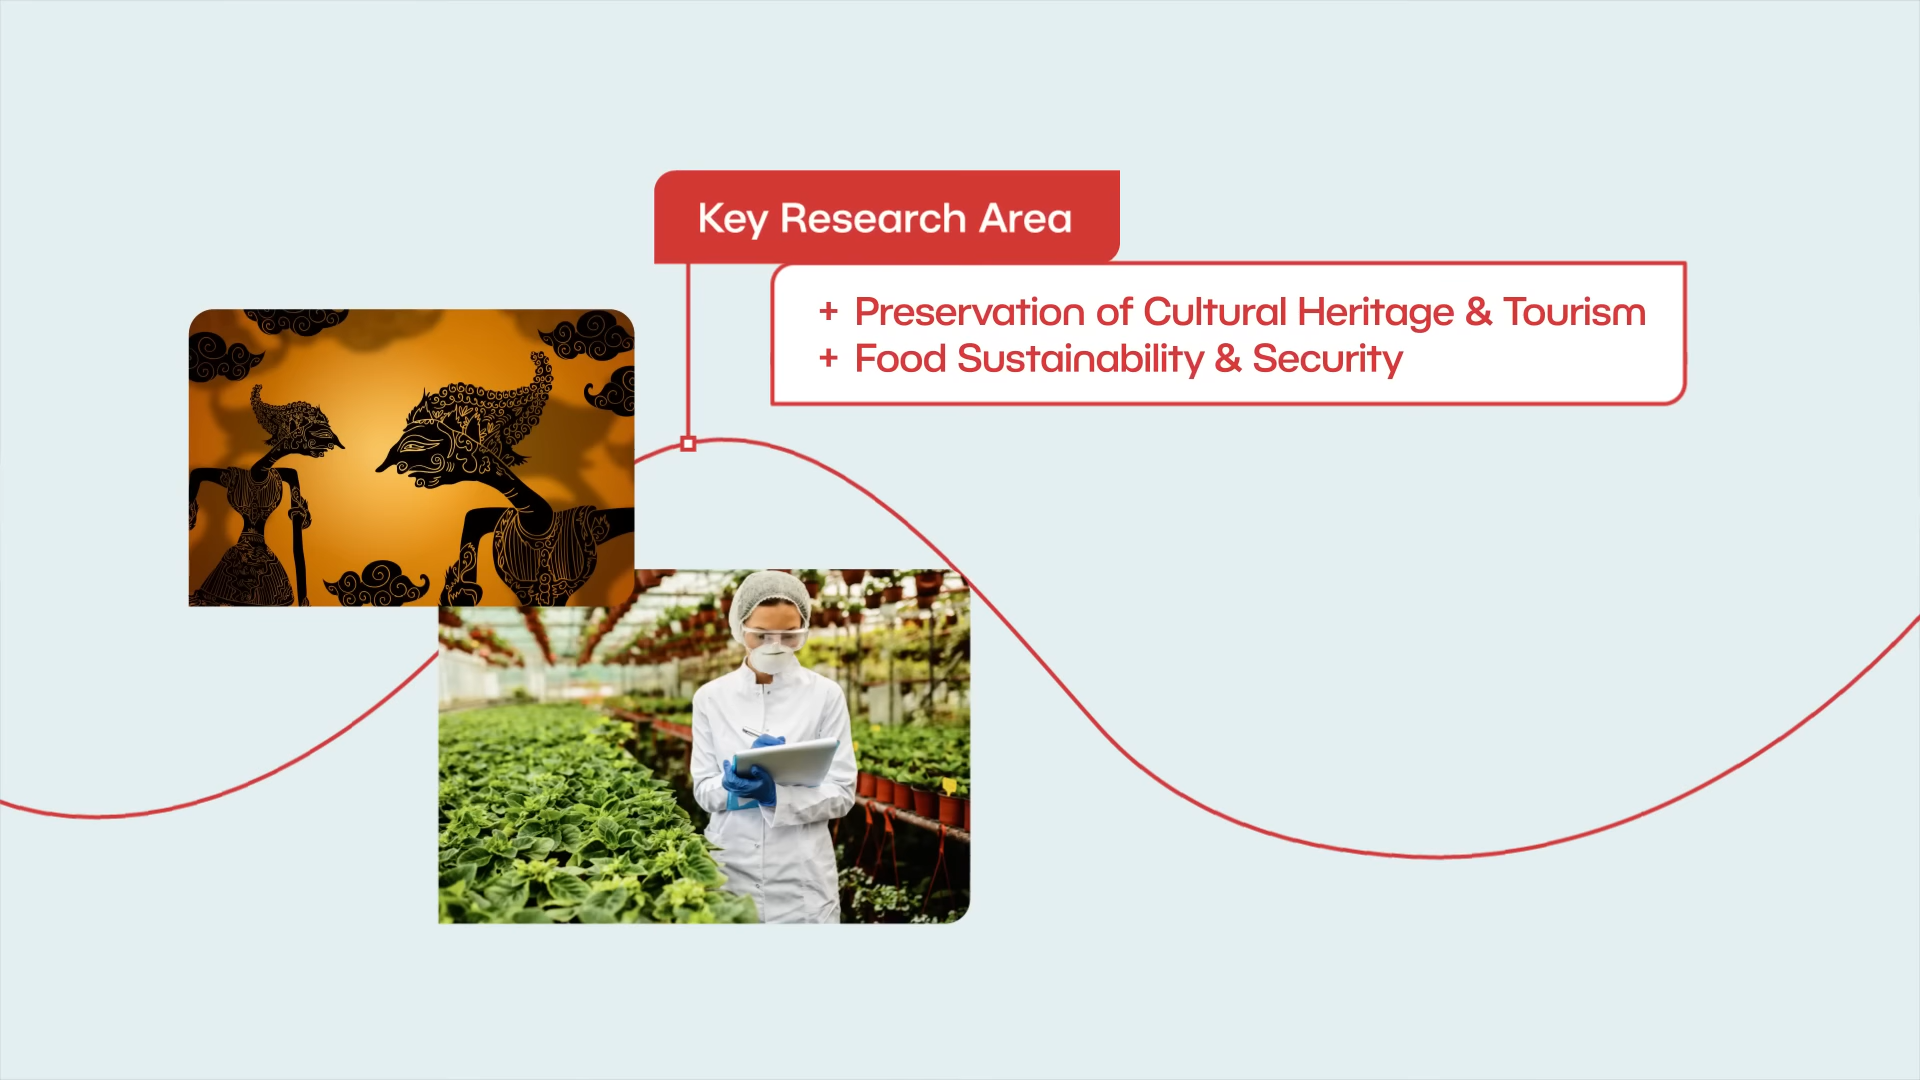 Key Research Area
+ Preservation of Cultural Heritage & Tourism
+ Food Sustainability & Security